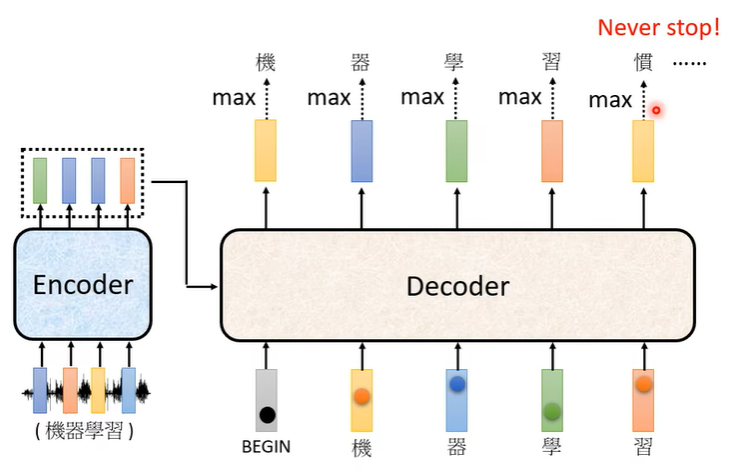 Never stop!
機 器 學 習 慣 ......
max max max max max
Encoder
Decoder
( 機器學習 )
BEGIN 機 器 學 習